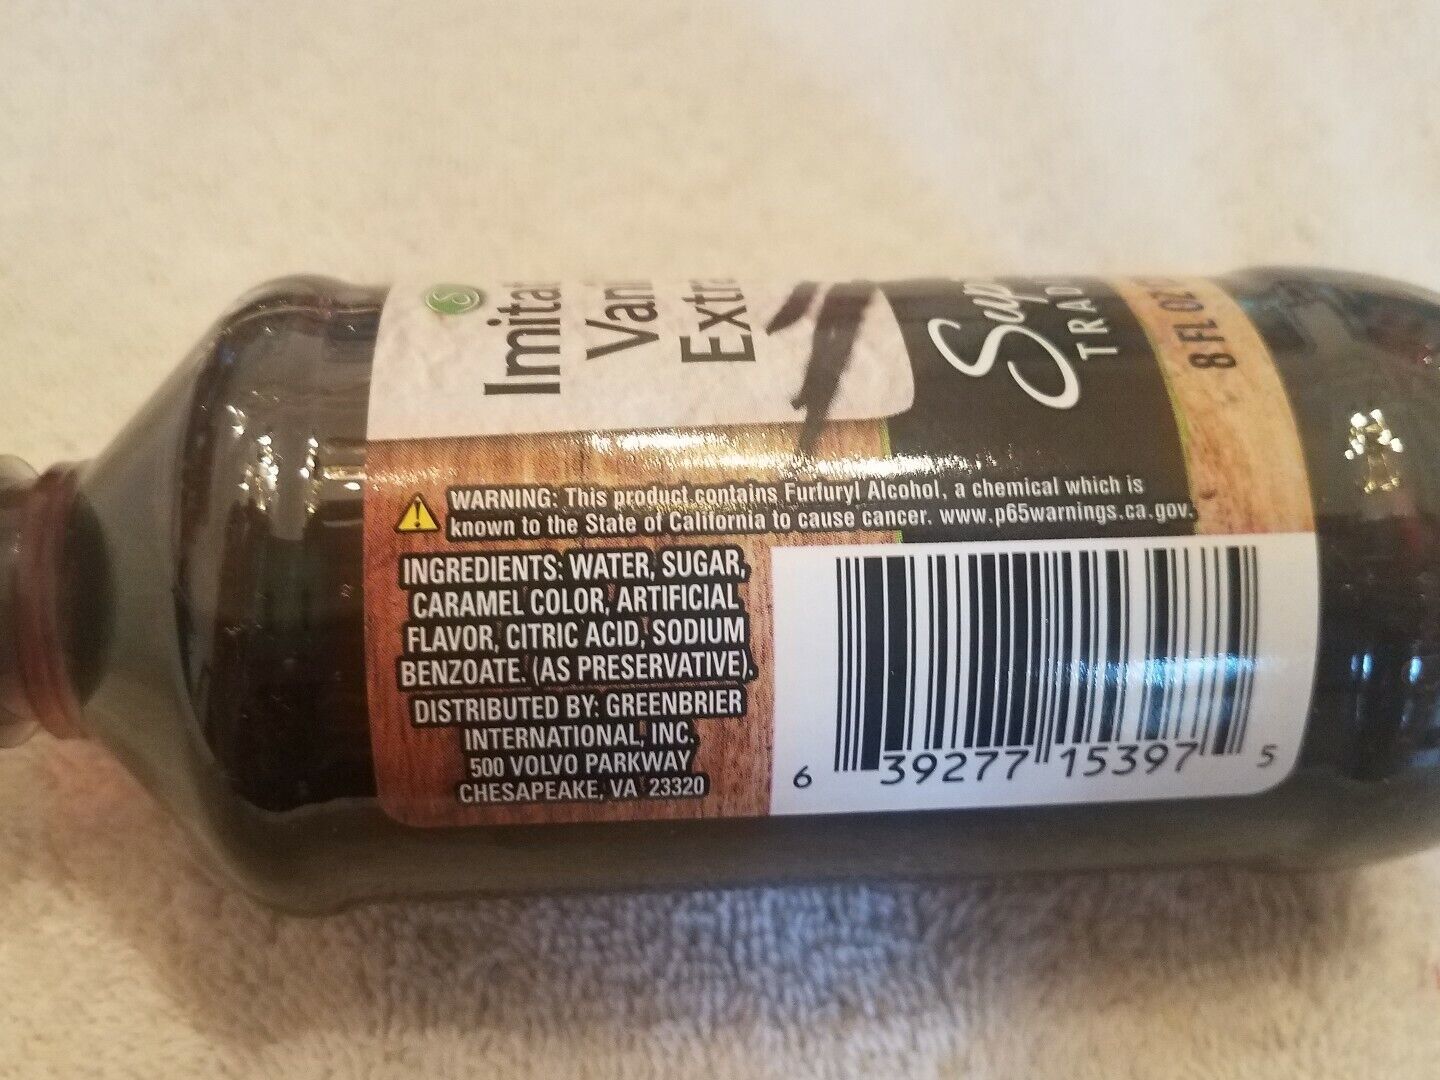 Extra
Sup
TRAD
8 FL OZ
WARNING: This product contains Furfuryl Alcohol, a chemical which is
known to the State of California to cause cancer. www.p65warnings.ca.gov.
INGREDIENTS: WATER, SUGAR,
CARAMEL COLOR, ARTIFICIAL
FLAVOR, CITRIC ACID, SODIUM
BENZOATE. (AS PRESERVATIVE).
DISTRIBUTED BY: GREENBRIER
INTERNATIONAL, INC.
500 VOLVO PARKWAY
CHESAPEAKE, VA 23320
6 39277 15397 5